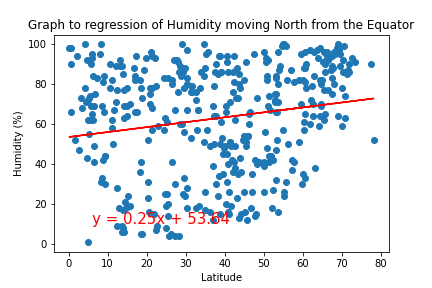 Graph to regression of Humidity moving North from the Equator
100
80
60
40
20
0
Humidity (%)
y = 0.25x + 53.64
0 10 20 30 40 50 60 70 80
Latitude